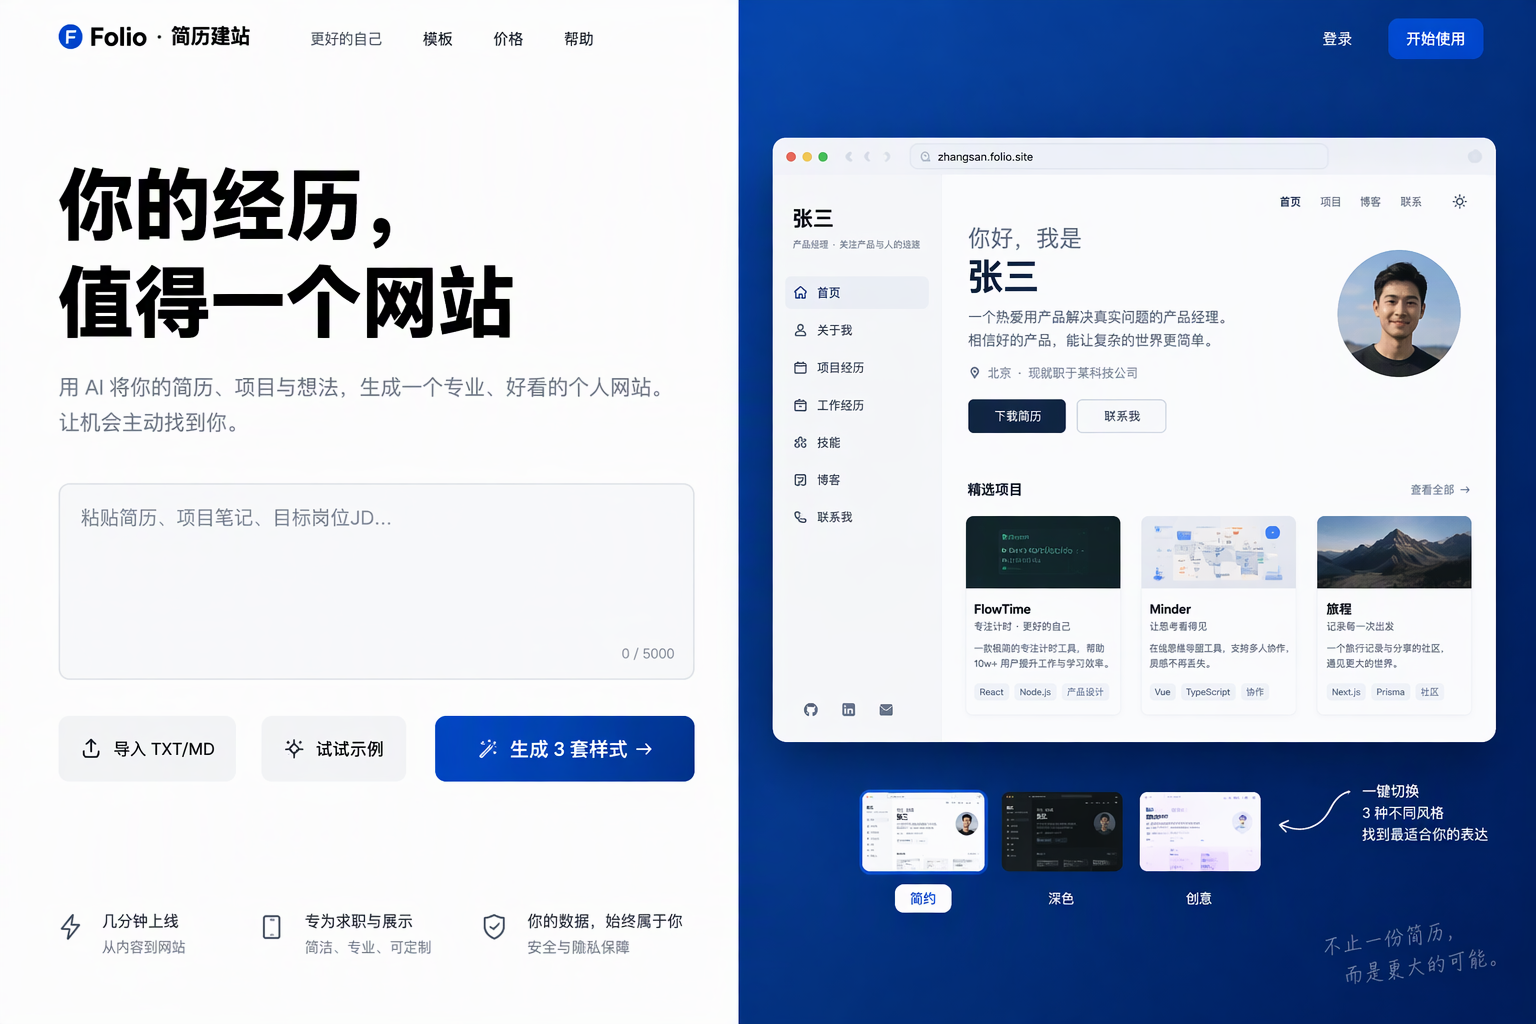 Folio · 简历建站
更好的自己
模板
价格
帮助
登录
开始使用
你的经历，
值得一个网站
用 AI 将你的简历、项目与想法，生成一个专业、好看的个人网站。
让机会主动找到你。
粘贴简历、项目笔记、目标岗位JD...
0 / 5000
导入 TXT/MD
试试示例
生成 3 套样式 →
几分钟上线
从内容到网站
专为求职与展示
简洁、专业、可定制
你的数据，始终属于你
安全与隐私保障
zhangsan.folio.site
张三
产品经理 · 关注产品与人的连接
首页
关于我
项目经历
工作经历
技能
博客
联系我
首页
项目
博客
联系
你好，我是
张三
一个热爱用产品解决真实问题的产品经理。
相信好的产品，能让复杂的世界更简单。
北京 · 现就职于某科技公司
下载简历
联系我
精选项目
查看全部 →
FlowTime
专注计时 · 更好的自己
一款极简的专注计时工具，帮助
10w+ 用户提升工作与学习效率。
React
Node.js
产品设计
Minder
让思考看得见
在线思维导图工具，支持多人协作，
灵感不再丢失。
Vue
TypeScript
协作
旅程
记录每一次出发
一个旅行记录与分享的社区，
遇见更大的世界。
Next.js
Prisma
社区
简约
深色
创意
一键切换
3 种不同风格
找到最适合你的表达
不止一份简历，
而是更大的可能。